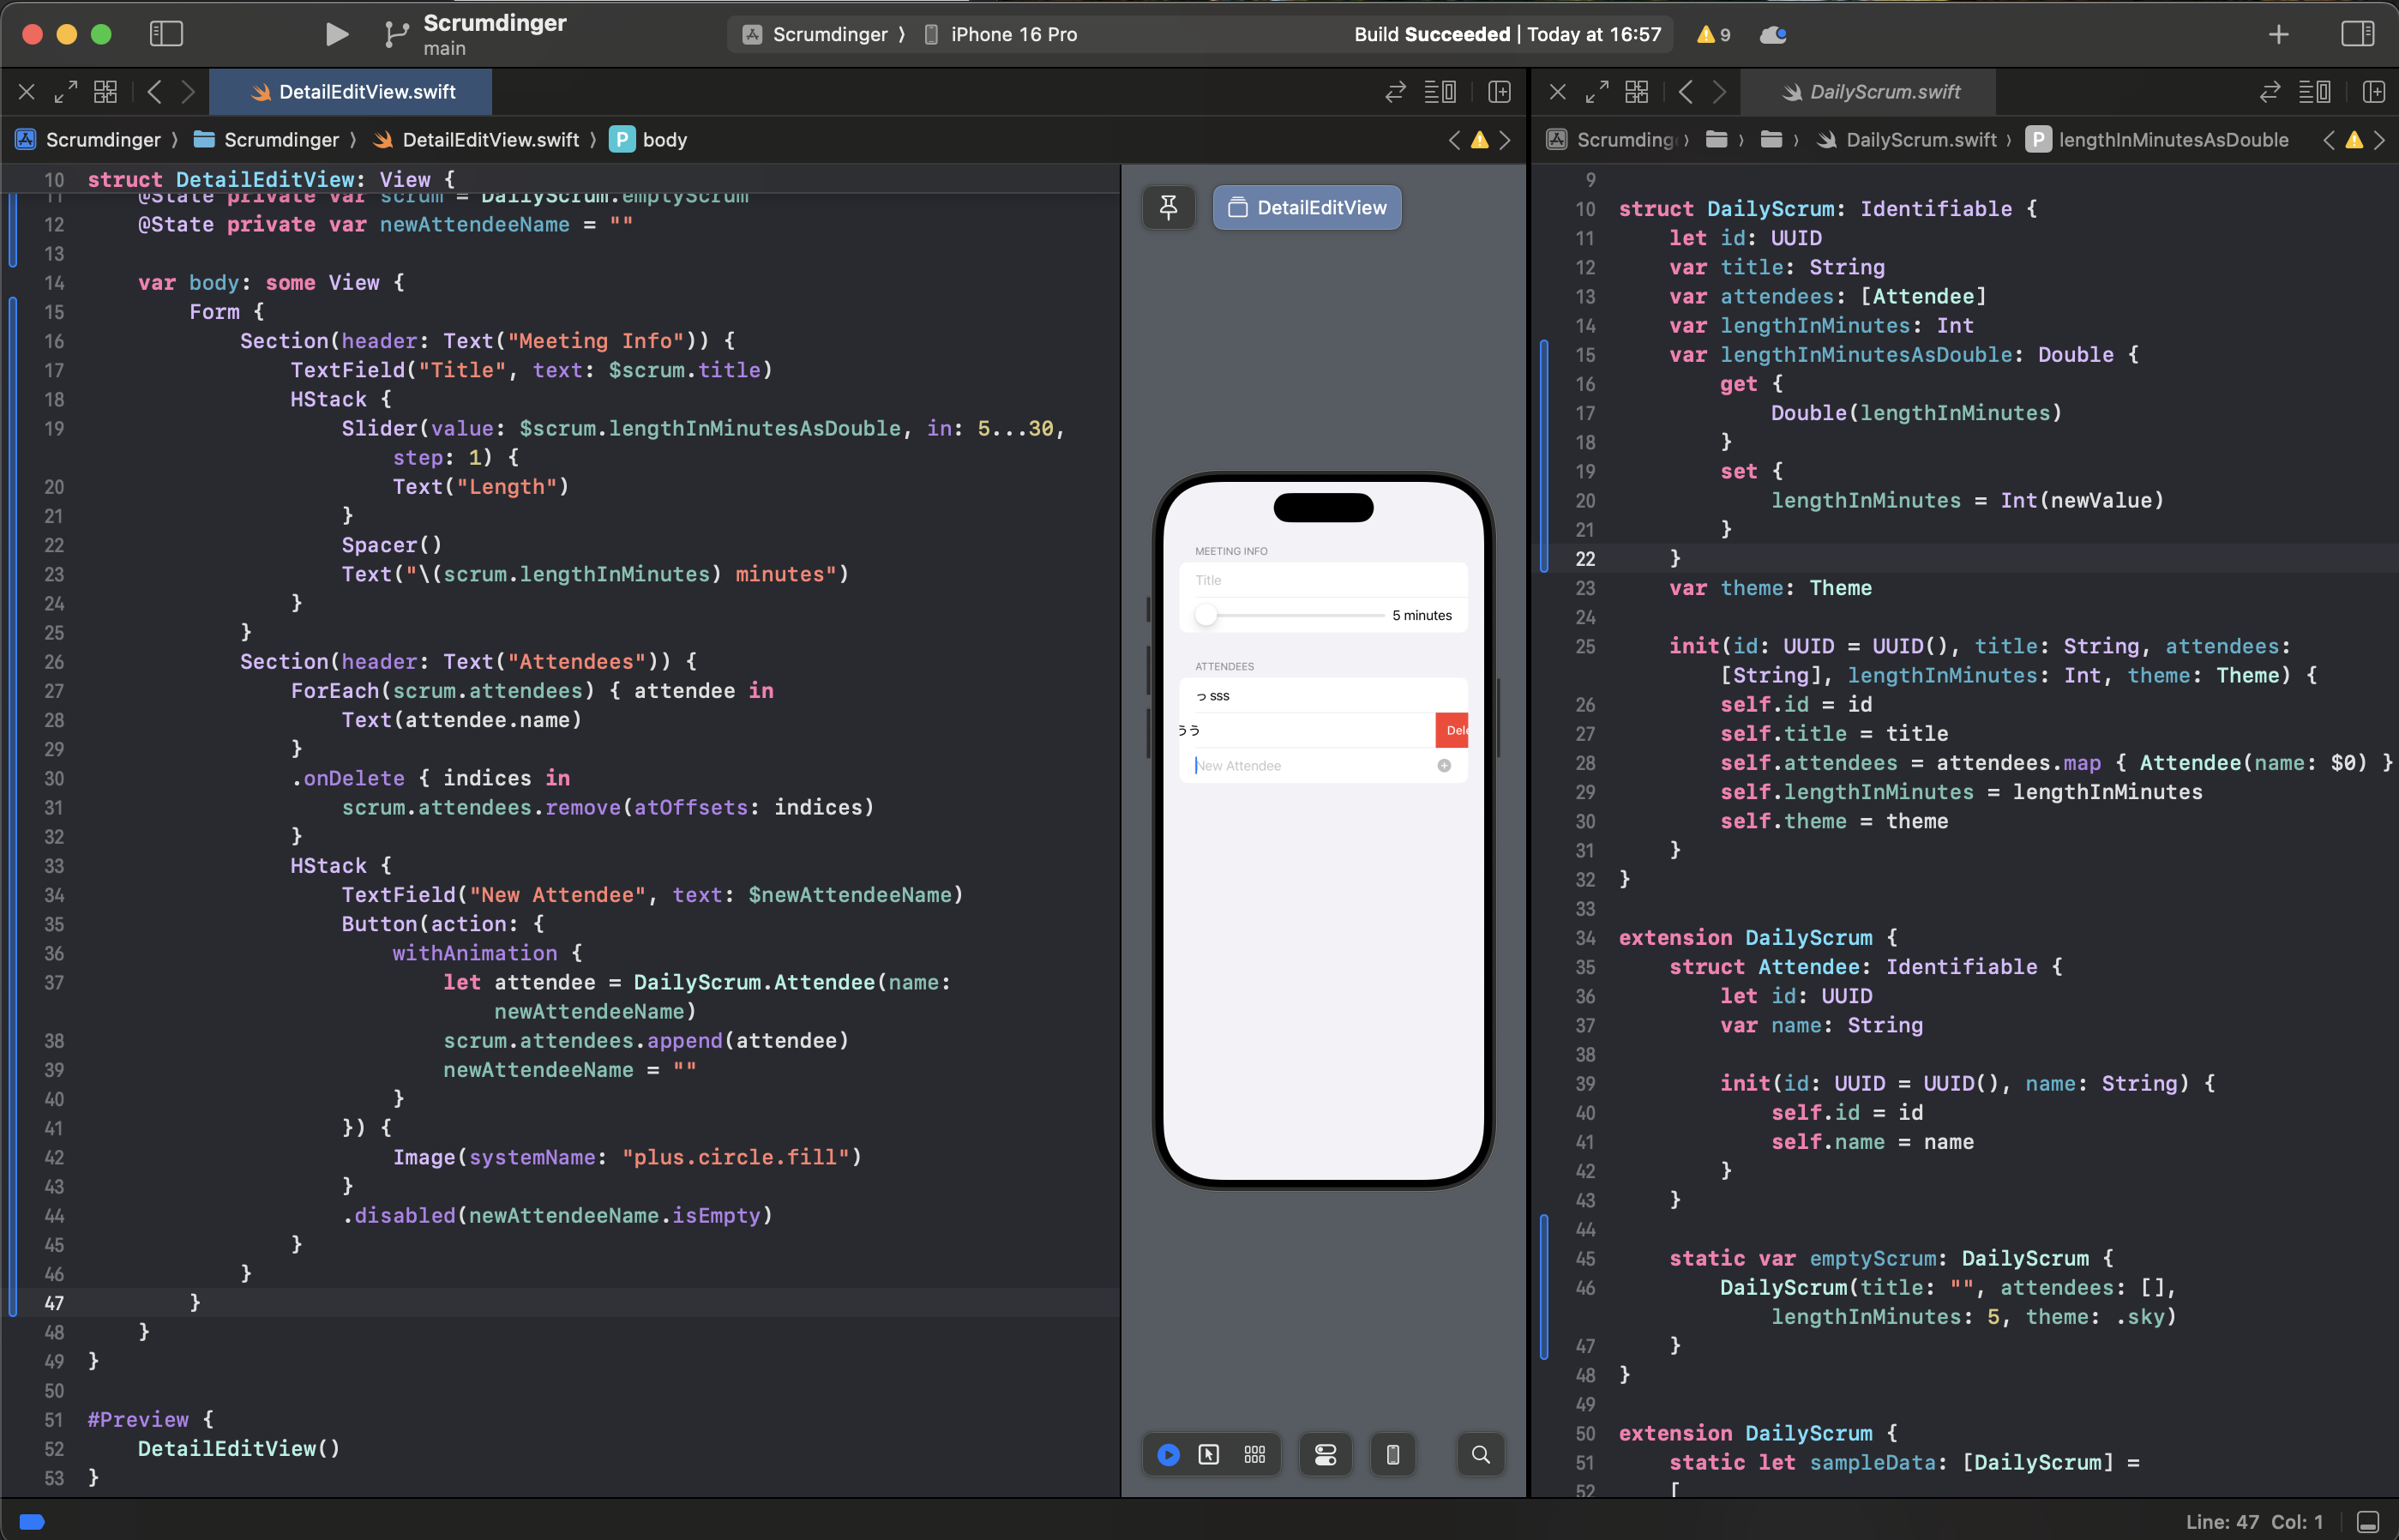 Scrumdinger
main
Scrumdinger 〉 iPhone 16 Pro
Build Succeeded | Today at 16:57
9
DetailEditView.swift
Scrumdinger 〉 Scrumdinger 〉 DetailEditView.swift 〉 P body
10 struct DetailEditView: View {
11 @State private var scrum = DailyScrum.emptyScrum
12 @State private var newAttendeeName = ""
13
14 var body: some View {
15 Form {
16 Section(header: Text("Meeting Info")) {
17 TextField("Title", text: $scrum.title)
18 HStack {
19 Slider(value: $scrum.lengthInMinutesAsDouble, in: 5...30,
step: 1) {
20 Text("Length")
21 }
22 Spacer()
23 Text("\(scrum.lengthInMinutes) minutes")
24 }
25 }
26 Section(header: Text("Attendees")) {
27 ForEach(scrum.attendees) { attendee in
28 Text(attendee.name)
29 }
30 .onDelete { indices in
31 scrum.attendees.remove(atOffsets: indices)
32 }
33 HStack {
34 TextField("New Attendee", text: $newAttendeeName)
35 Button(action: {
36 withAnimation {
37 let attendee = DailyScrum.Attendee(name:
newAttendeeName)
38 scrum.attendees.append(attendee)
39 newAttendeeName = ""
40 }
41 }) {
42 Image(systemName: "plus.circle.fill")
43 }
44 .disabled(newAttendeeName.isEmpty)
45 }
46 }
47 }
48 }
49 }
50
51 #Preview {
52 DetailEditView()
53 }
DetailEditView
MEETING INFO
Title
5 minutes
ATTENDEES
っsss
うう
Dele
New Attendee
DailyScrum.swift
Scrumding 〉 〉 〉 DailyScrum.swift 〉 P lengthInMinutesAsDouble
9
10 struct DailyScrum: Identifiable {
11 let id: UUID
12 var title: String
13 var attendees: [Attendee]
14 var lengthInMinutes: Int
15 var lengthInMinutesAsDouble: Double {
16 get {
17 Double(lengthInMinutes)
18 }
19 set {
20 lengthInMinutes = Int(newValue)
21 }
22 }
23 var theme: Theme
24
25 init(id: UUID = UUID(), title: String, attendees:
[String], lengthInMinutes: Int, theme: Theme) {
26 self.id = id
27 self.title = title
28 self.attendees = attendees.map { Attendee(name: $0) }
29 self.lengthInMinutes = lengthInMinutes
30 self.theme = theme
31 }
32 }
33
34 extension DailyScrum {
35 struct Attendee: Identifiable {
36 let id: UUID
37 var name: String
38
39 init(id: UUID = UUID(), name: String) {
40 self.id = id
41 self.name = name
42 }
43 }
44
45 static var emptyScrum: DailyScrum {
46 DailyScrum(title: "", attendees: [],
lengthInMinutes: 5, theme: .sky)
47 }
48 }
49
50 extension DailyScrum {
51 static let sampleData: [DailyScrum] =
52 [
Line: 47 Col: 1